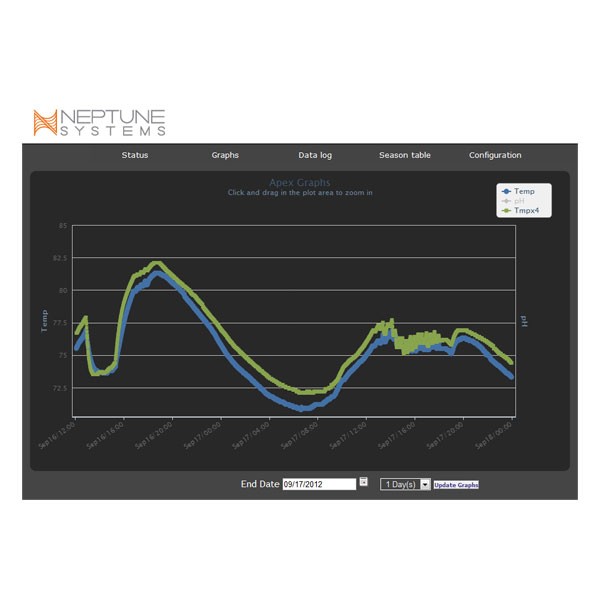 NEPTUNE
SYSTEMS
Status Graphs Data log Season table Configuration
Apex Graphs
Click and drag in the plot area to zoom in
Temp
pH
Tmpx4
85
82.5
80
77.5
75
72.5
Temp
pH
Sep16/12:00 Sep16/16:00 Sep16/20:00 Sep17/00:00 Sep17/04:00 Sep17/08:00 Sep17/12:00 Sep17/16:00 Sep17/20:00 Sep18/00:00
End Date 09/17/2012 1 Day(s) Update Graphs